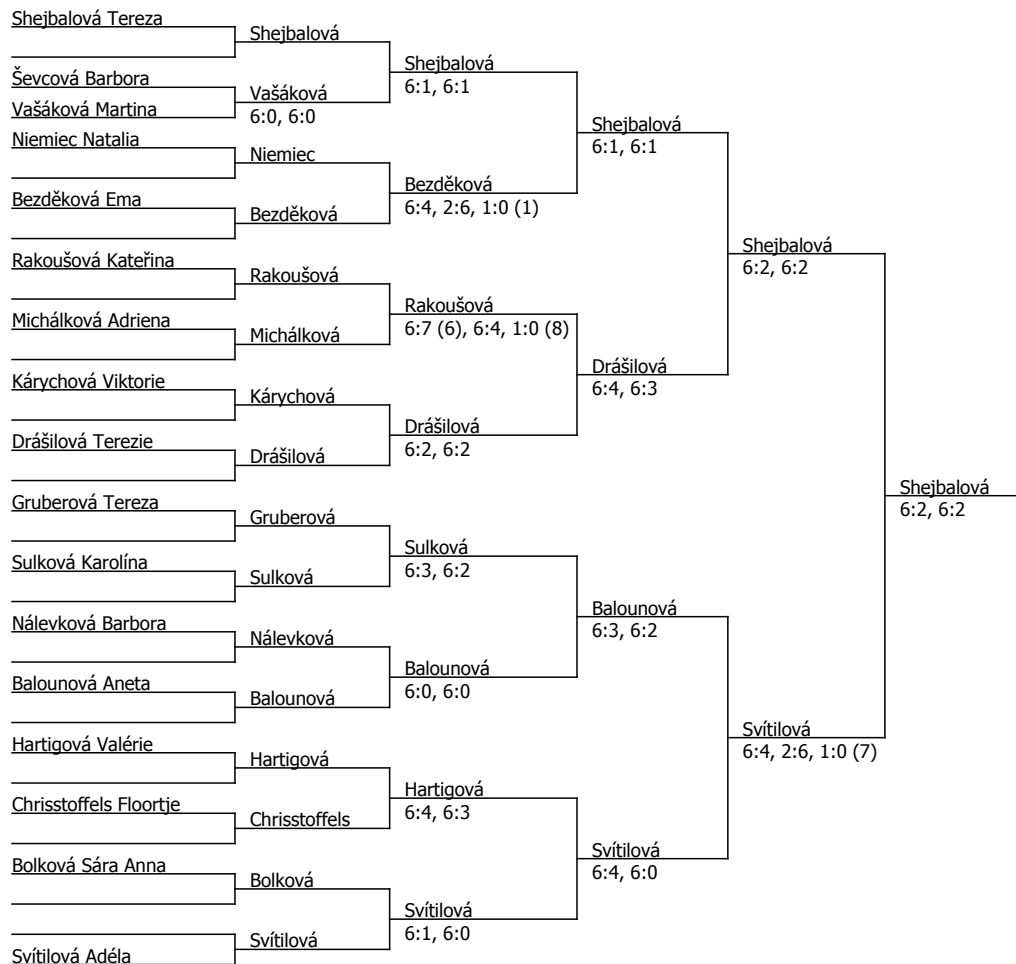 Shejbalová Tereza
Ševcová Barbora
Vašáková Martina
Niemiec Natalia
Bezděková Ema
Rakoušová Kateřina
Michálková Adriena
Kárychová Viktorie
Drášilová Terezie
Gruberová Tereza
Sulková Karolína
Nálevková Barbora
Balounová Aneta
Hartigová Valérie
Chrisstoffels Floortje
Bolková Sára Anna
Svítilová Adéla
Shejbalová
Vašáková
6:0, 6:0
Niemiec
Bezděková
Rakoušová
Michálková
Kárychová
Drášilová
Gruberová
Sulková
Nálevková
Balounová
Hartigová
Chrisstoffels
Bolková
Svítilová
Shejbalová
6:1, 6:1
Bezděková
6:4, 2:6, 1:0 (1)
Rakoušová
6:7 (6), 6:4, 1:0 (8)
Drášilová
6:2, 6:2
Sulková
6:3, 6:2
Balounová
6:0, 6:0
Hartigová
6:4, 6:3
Svítilová
6:1, 6:0
Shejbalová
6:1, 6:1
Drášilová
6:4, 6:3
Balounová
6:3, 6:2
Svítilová
6:4, 6:0
Shejbalová
6:2, 6:2
Svítilová
6:4, 2:6, 1:0 (7)
Shejbalová
6:2, 6:2